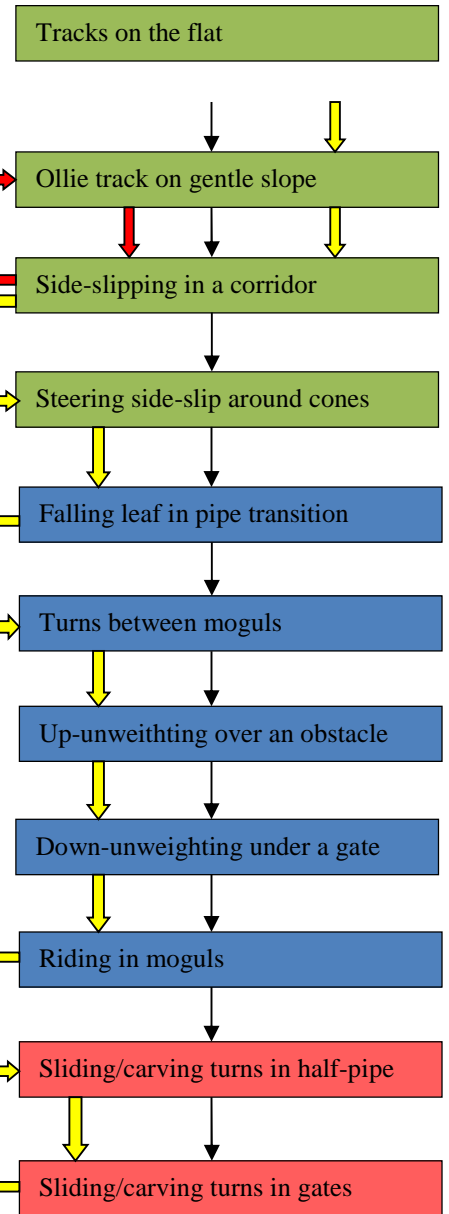 Tracks on the flat
Ollie track on gentle slope
Side-slipping in a corridor
Steering side-slip around cones
Falling leaf in pipe transition
Turns between moguls
Up-unweithting over an obstacle
Down-unweighting under a gate
Riding in moguls
Sliding/carving turns in half-pipe
Sliding/carving turns in gates